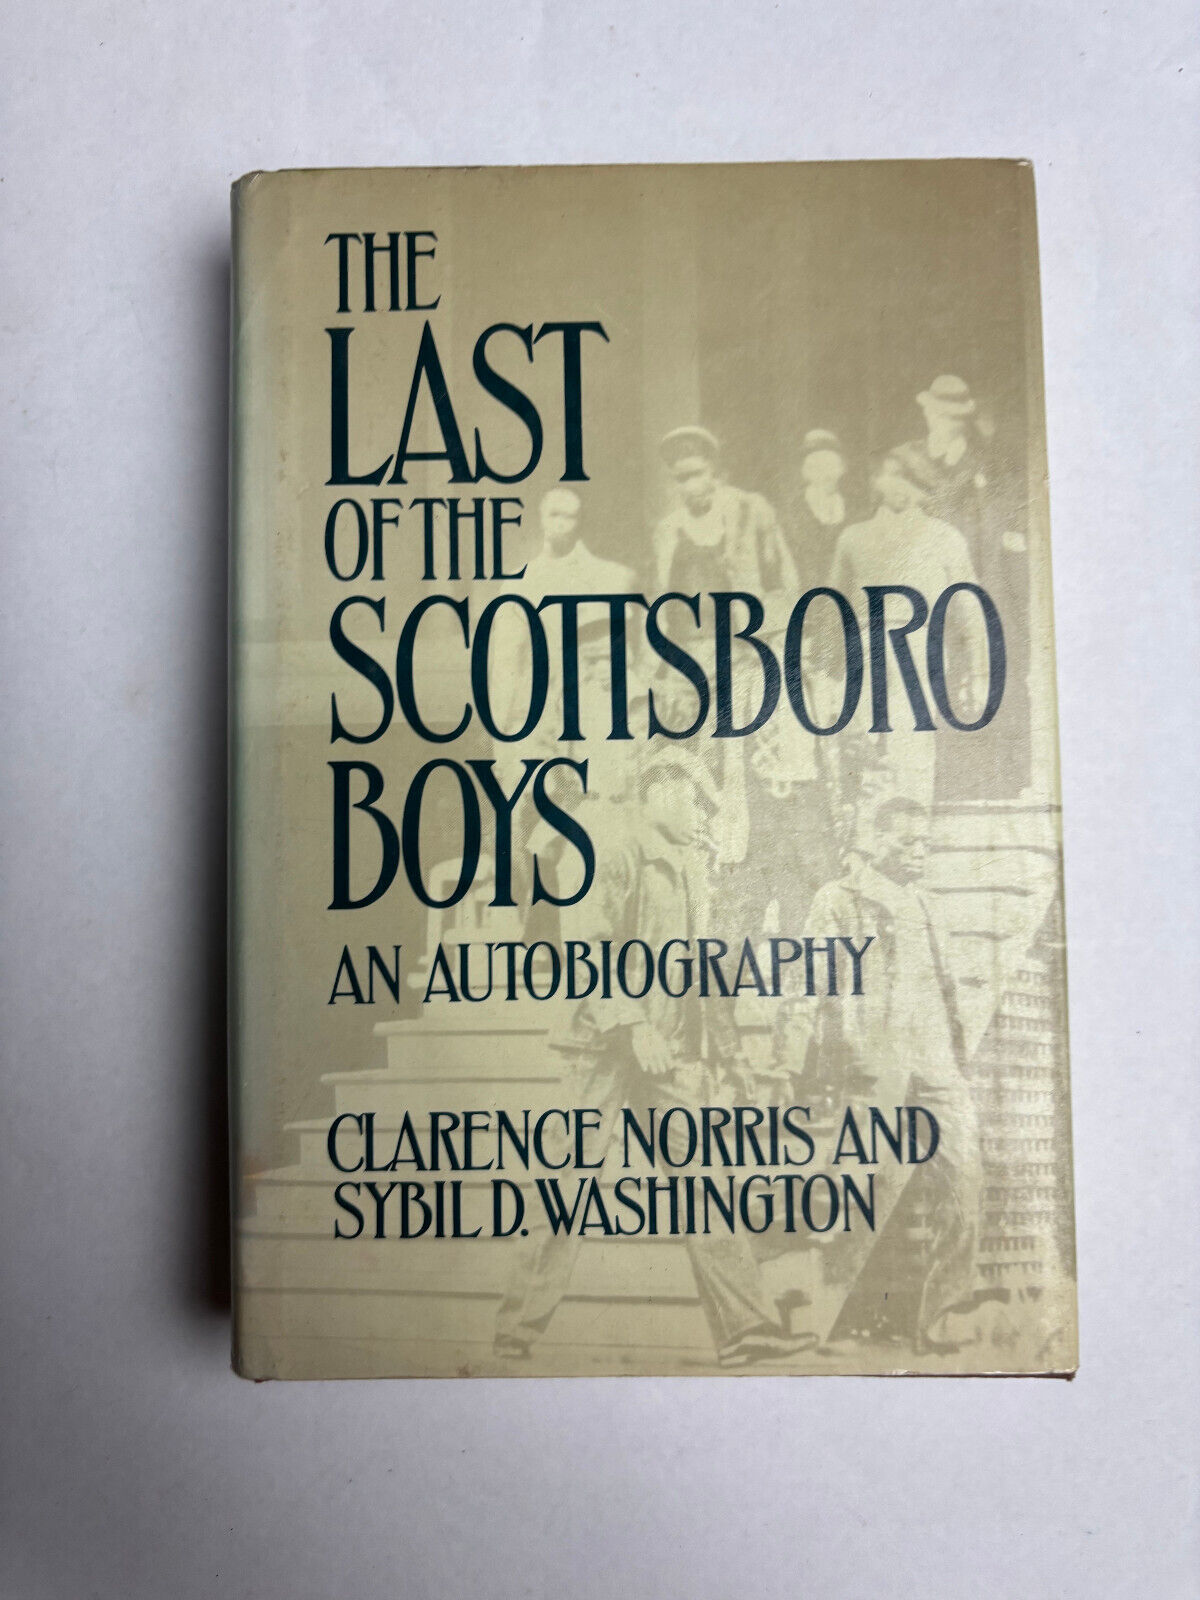 THE
LAST
OF THE
SCOTTSBORO
BOYS
AN AUTOBIOGRAPHY
CLARENCE NORRIS AND
SYBIL D. WASHINGTON